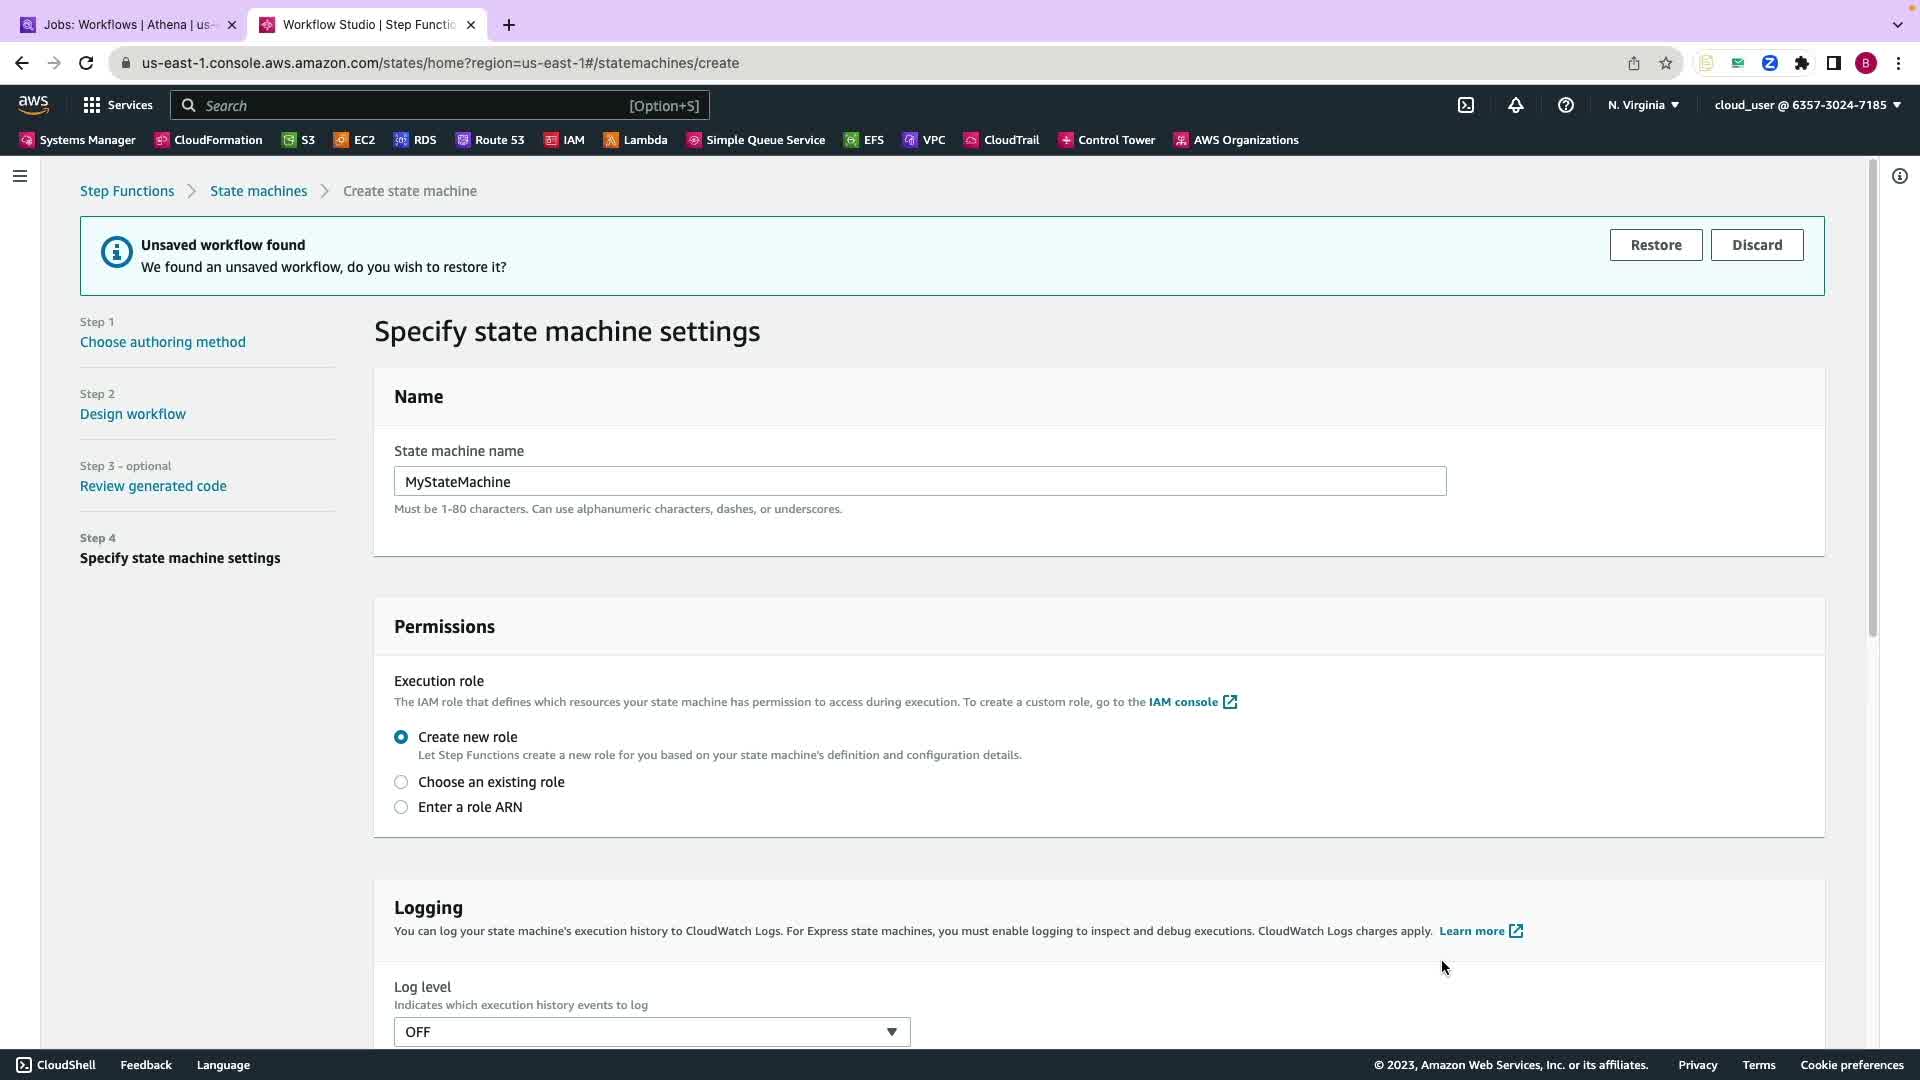 Jobs: Workflows | Athena | us-
Workflow Studio | Step Functio
us-east-1.console.aws.amazon.com/states/home?region=us-east-1#/statemachines/create
B
aws
Services
Search
[Option+S]
N. Virginia
cloud_user @ 6357-3024-7185
Systems Manager
CloudFormation
S3
EC2
RDS
Route 53
IAM
Lambda
Simple Queue Service
EFS
VPC
CloudTrail
Control Tower
AWS Organizations
Step Functions
State machines
Create state machine
Unsaved workflow found
We found an unsaved workflow, do you wish to restore it?
Restore
Discard
Step 1
Choose authoring method
Step 2
Design workflow
Step 3 - optional
Review generated code
Step 4
Specify state machine settings
Specify state machine settings
Name
State machine name
MyStateMachine
Must be 1-80 characters. Can use alphanumeric characters, dashes, or underscores.
Permissions
Execution role
The IAM role that defines which resources your state machine has permission to access during execution. To create a custom role, go to the IAM console
Create new role
Let Step Functions create a new role for you based on your state machine's definition and configuration details.
Choose an existing role
Enter a role ARN
Logging
You can log your state machine's execution history to CloudWatch Logs. For Express state machines, you must enable logging to inspect and debug executions. CloudWatch Logs charges apply. Learn more
Log level
Indicates which execution history events to log
OFF
CloudShell
Feedback
Language
© 2023, Amazon Web Services, Inc. or its affiliates.
Privacy
Terms
Cookie preferences